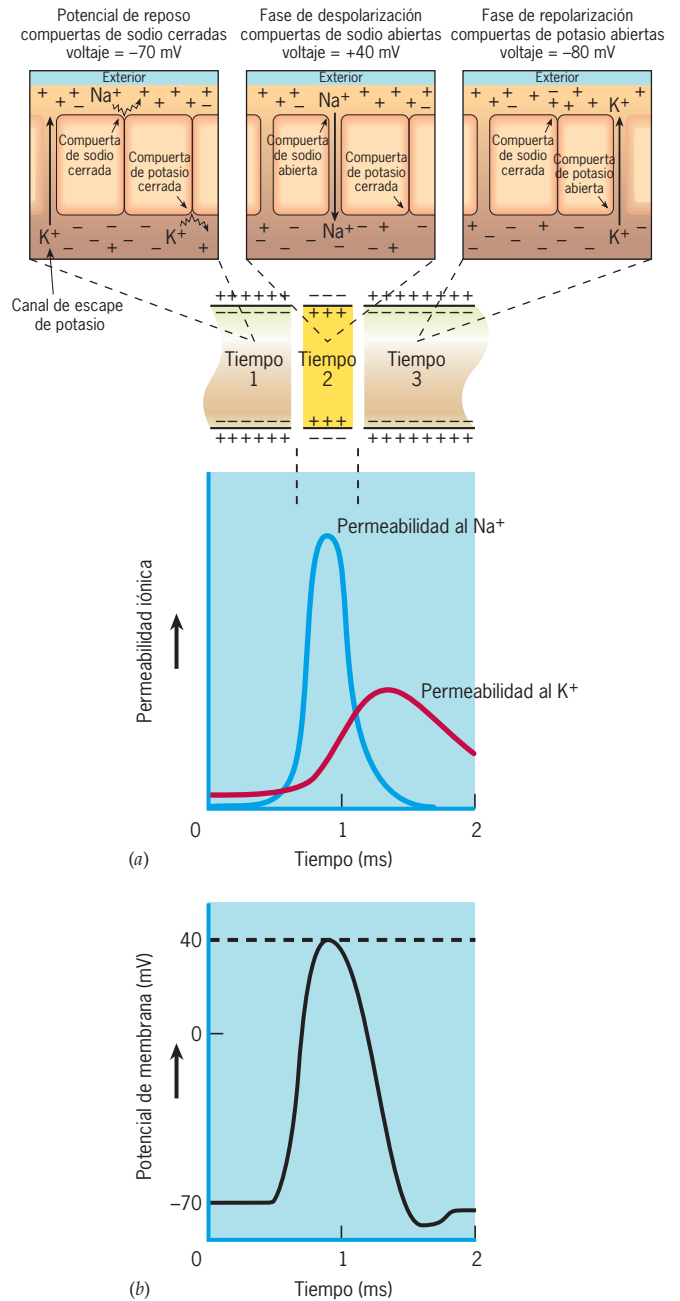 Potencial de reposo
compuertas de sodio cerradas
voltaje = –70 mV
Fase de despolarización
compuertas de sodio abiertas
voltaje = +40 mV
Fase de repolarización
compuertas de potasio abiertas
voltaje = –80 mV
Exterior
Na+
Compuerta
de sodio
cerrada
Compuerta
de potasio
cerrada
K+
K+
Canal de escape
de potasio
Exterior
Na+
Compuerta
de sodio
abierta
Compuerta
de potasio
cerrada
Na+
Exterior
K+
Compuerta
de sodio
cerrada
Compuerta
de potasio
abierta
K+
++++++
––––––
Tiempo
1
––––––
++++++
–––
+++
Tiempo
2
+++
–––
+++++++
–––––––
Tiempo
3
–––––––
+++++++
Permeabilidad iónica
Permeabilidad al Na+
Permeabilidad al K+
0
1
2
(a)
Tiempo (ms)
Potencial de membrana (mV)
40
0
–70
0
1
2
(b)
Tiempo (ms)